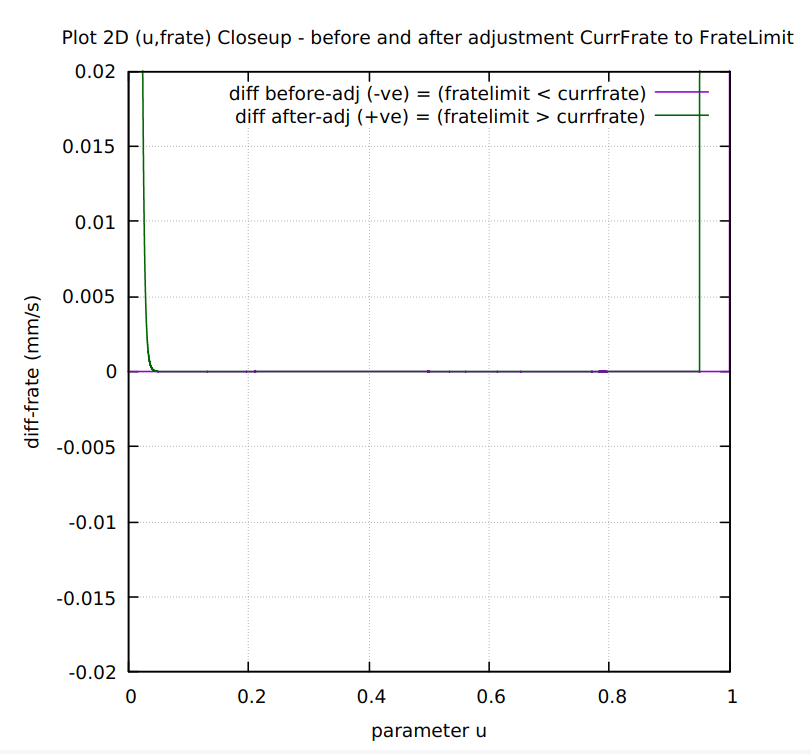 Plot 2D (u,frate) Closeup - before and after adjustment CurrFrate to FrateLimit
diff before-adj (-ve) = (fratelimit < currfrate)
diff after-adj (+ve) = (fratelimit > currfrate)
0.02
0.015
0.01
0.005
0
-0.005
-0.01
-0.015
-0.02
diff-frate (mm/s)
0 0.2 0.4 0.6 0.8 1
parameter u